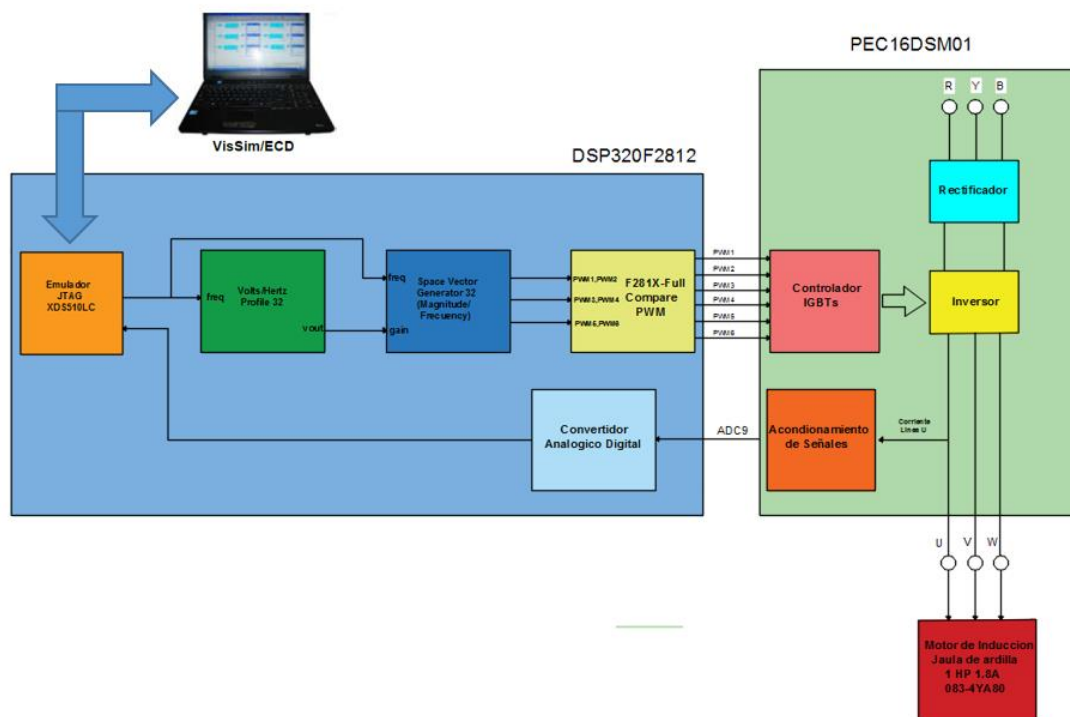 VisSim/ECD
DSP320F2812
PEC16DSM01
R Y B
Rectificador
Emulador
JTAG
XDS510LC
freq
Volts/Hertz
Profile 32
vout
freq
gain
Space Vector
Generator 32
(Magnitude/
Frecuency)
PWM1,PWM2
PWM3,PWM4
PWM5,PWM6
F281X-Full
Compare
PWM
PWM1
PWM2
PWM3
PWM4
PWM5
PWM6
Controlador
IGBTs
Inversor
Convertidor
Analogico Digital
ADC9
Acondionamiento
de Señales
Corriente
Linea U
U V W
Motor de Induccion
Jaula de ardilla
1 HP 1.8A
083-4YA80